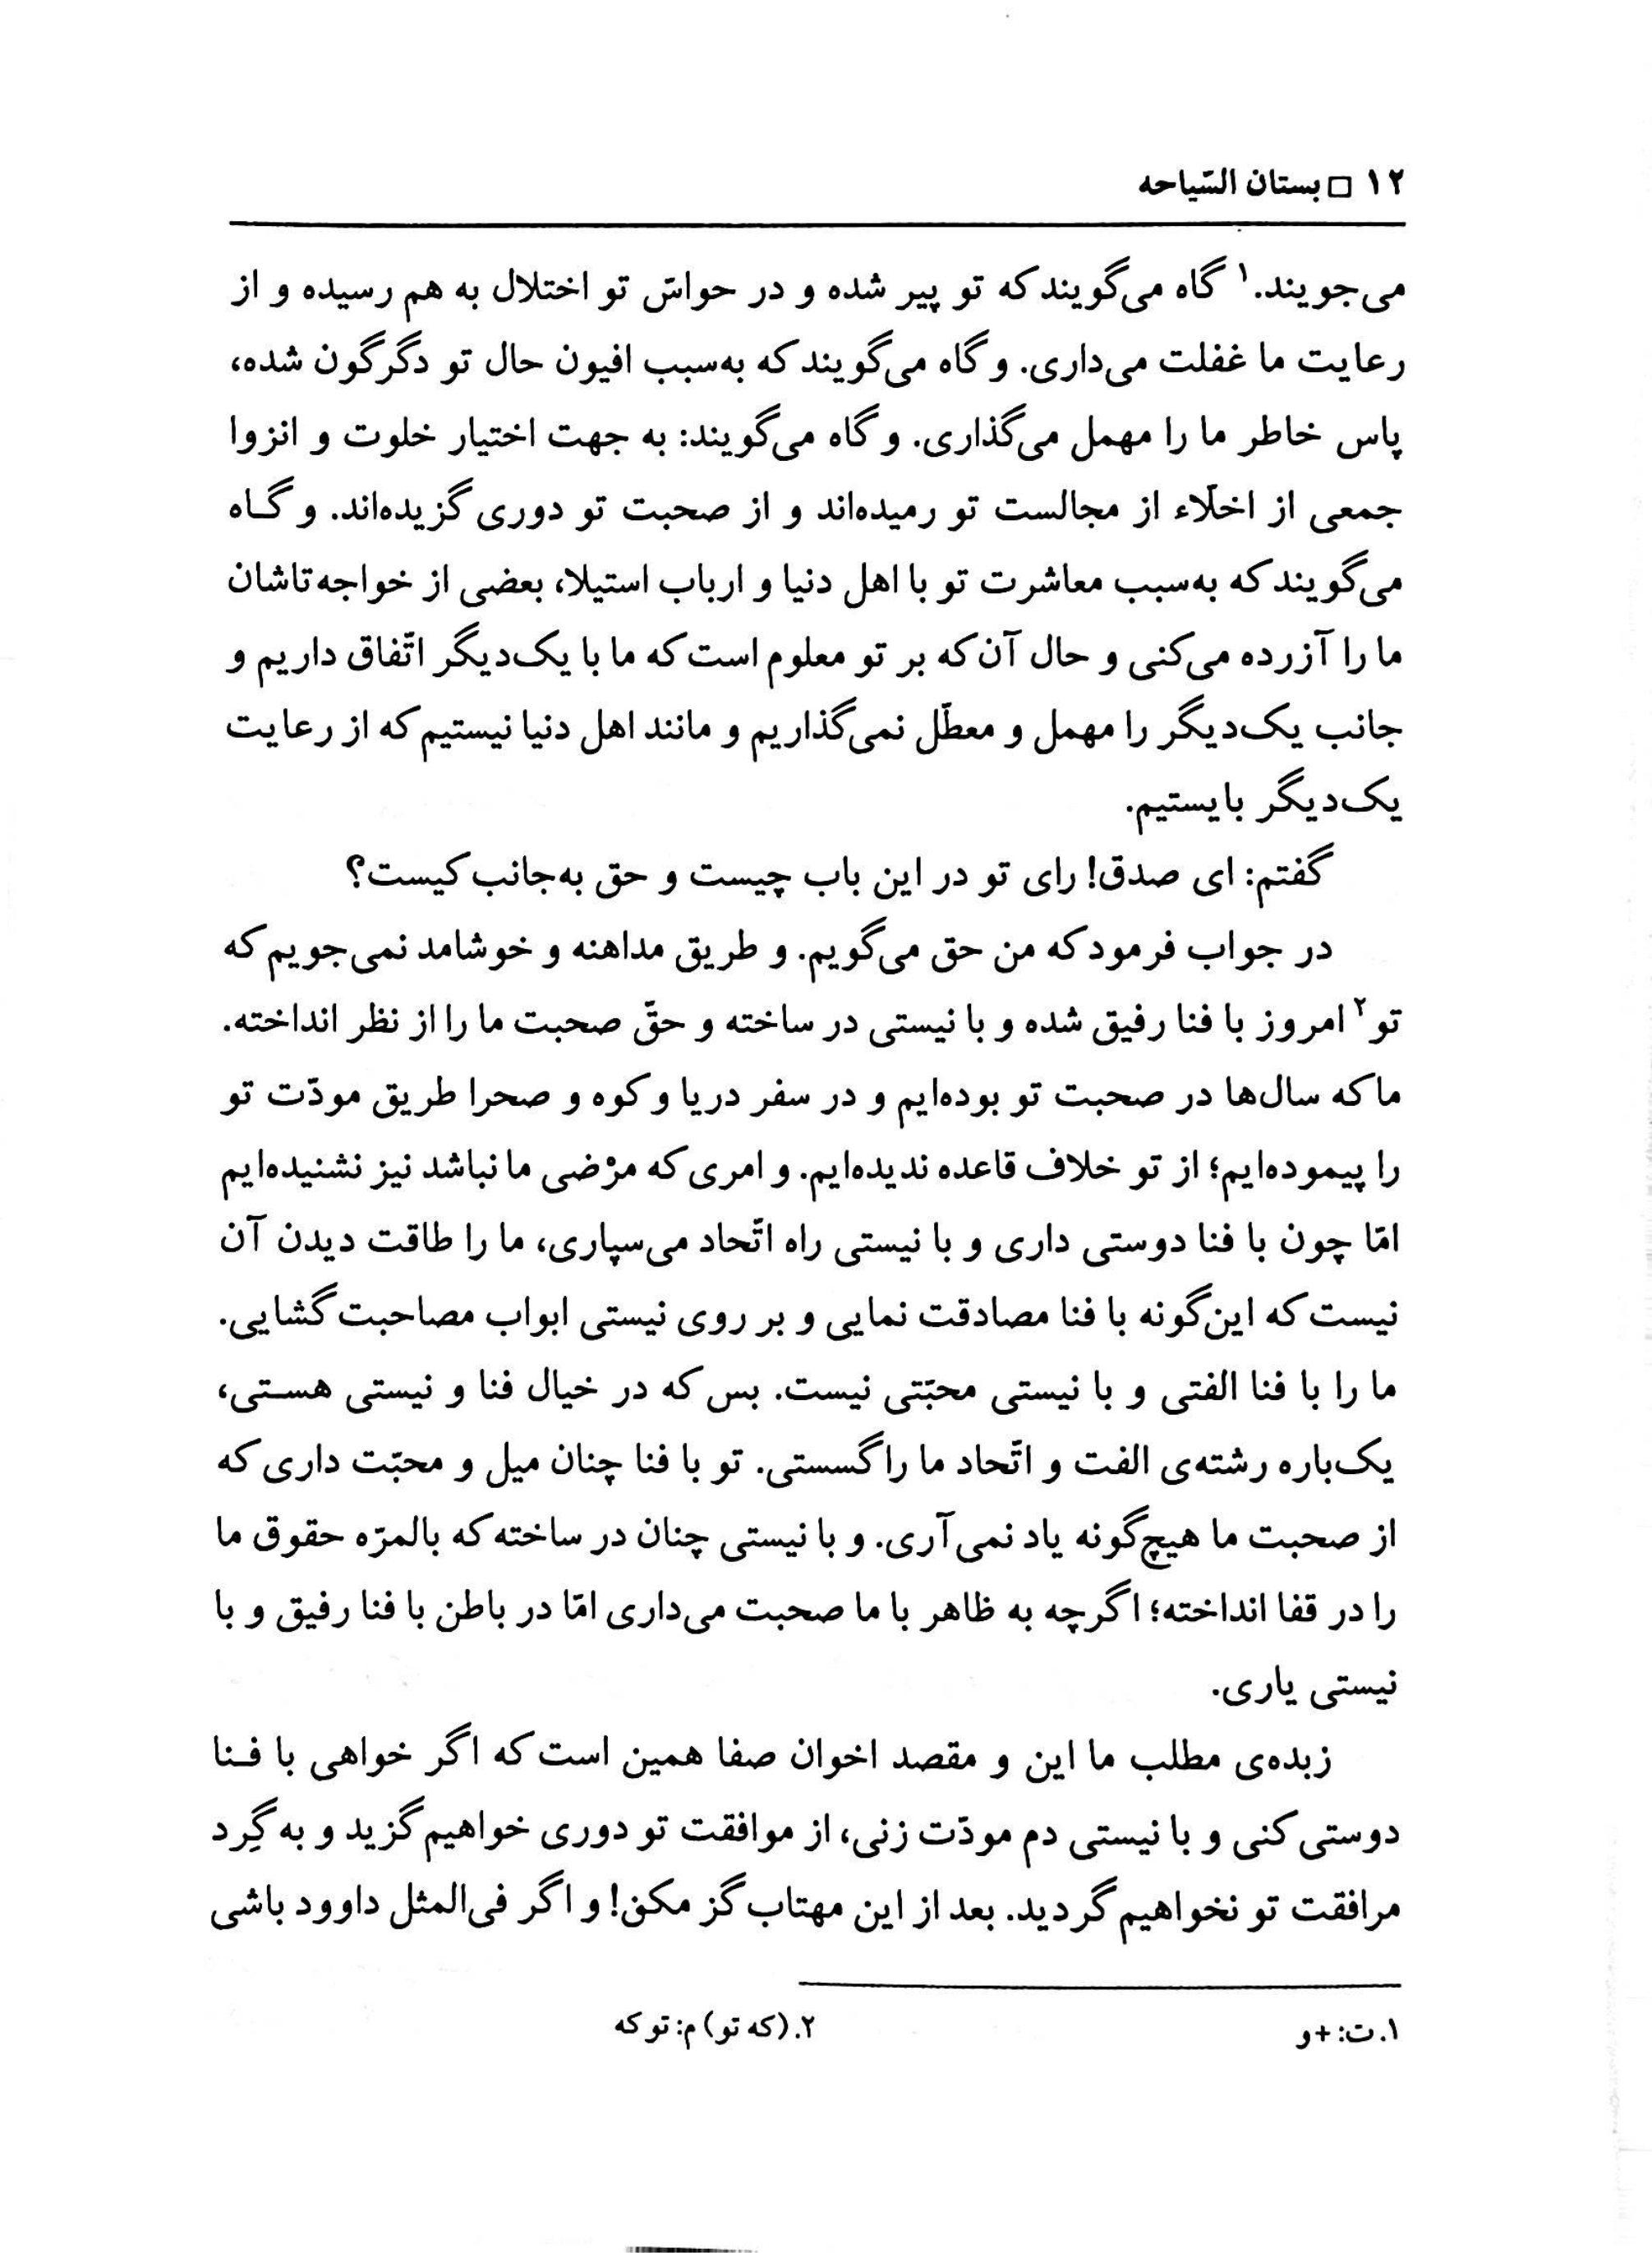 ۱۲ □ بستان السّیاحه
می‌جویند.۱ گاه می‌گویند که تو پیر شده و در حواسّ تو اختلال به هم رسیده و از
رعایت ما غفلت می‌داری. و گاه می‌گویند که به‌سبب افیون حال تو دگرگون شده،
پاس خاطر ما را مهمل می‌گذاری. و گاه می‌گویند: به جهت اختیار خلوت و انزوا
جمعی از اخلّاء از مجالست تو رمیده‌اند و از صحبت تو دوری گزیده‌اند. و گاه
می‌گویند که به‌سبب معاشرت تو با اهل دنیا و ارباب استیلا، بعضی از خواجه‌تاشان
ما را آزرده می‌کنی و حال آن‌که بر تو معلوم است که ما با یک‌دیگر اتّفاق داریم و
جانب یک‌دیگر را مهمل و معطّل نمی‌گذاریم و مانند اهل دنیا نیستیم که از رعایت
یک‌دیگر بایستیم.
گفتم: ای صدق! رای تو در این باب چیست و حق به‌جانب کیست؟
در جواب فرمود که من حق می‌گویم. و طریق مداهنه و خوشامد نمی‌جویم که
تو۲ امروز با فنا رفیق شده و با نیستی در ساخته و حقّ صحبت ما را از نظر انداخته.
ما که سال‌ها در صحبت تو بوده‌ایم و در سفر دریا و کوه و صحرا طریق مودّت تو
را پیموده‌ایم؛ از تو خلاف قاعده ندیده‌ایم. و امری که مرْضی ما نباشد نیز نشنیده‌ایم
امّا چون با فنا دوستی داری و با نیستی راه اتّحاد می‌سپاری، ما را طاقت دیدن آن
نیست که این‌گونه با فنا مصادقت نمایی و بر روی نیستی ابواب مصاحبت گشایی.
ما را با فنا الفتی و با نیستی محبّتی نیست. بس که در خیال فنا و نیستی هستی،
یک‌باره رشته‌ی الفت و اتّحاد ما را گسستی. تو با فنا چنان میل و محبّت داری که
از صحبت ما هیچ‌گونه یاد نمی‌آری. و با نیستی چنان در ساخته که بالمرّه حقوق ما
را در قفا انداخته؛ اگرچه به ظاهر با ما صحبت می‌داری امّا در باطن با فنا رفیق و با
نیستی یاری.
زبده‌ی مطلب ما این و مقصد اخوان صفا همین است که اگر خواهی با فنا
دوستی کنی و با نیستی دم مودّت زنی، از موافقت تو دوری خواهیم گزید و به گِرد
مرافقت تو نخواهیم گردید. بعد از این مهتاب گز مکن! و اگر فی‌المثل داوود باشی
۱. ت: +و
۲. (که تو) م: تو که